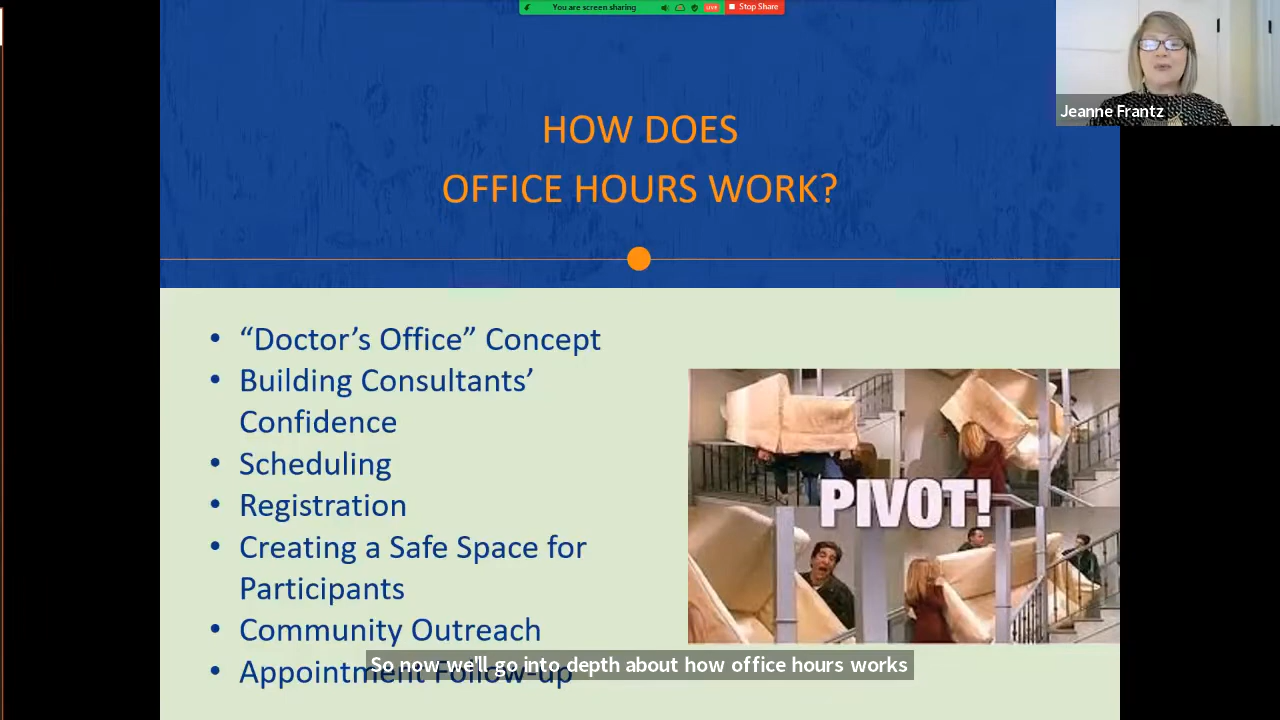 You are screen sharing
LIVE
Stop Share
Jeanne Frantz
HOW DOES
OFFICE HOURS WORK?
• “Doctor’s Office” Concept
• Building Consultants’
Confidence
• Scheduling
• Registration
• Creating a Safe Space for
Participants
• Community Outreach
• Appointment Follow-up
PIVOT!
So now we'll go into depth about how office hours works